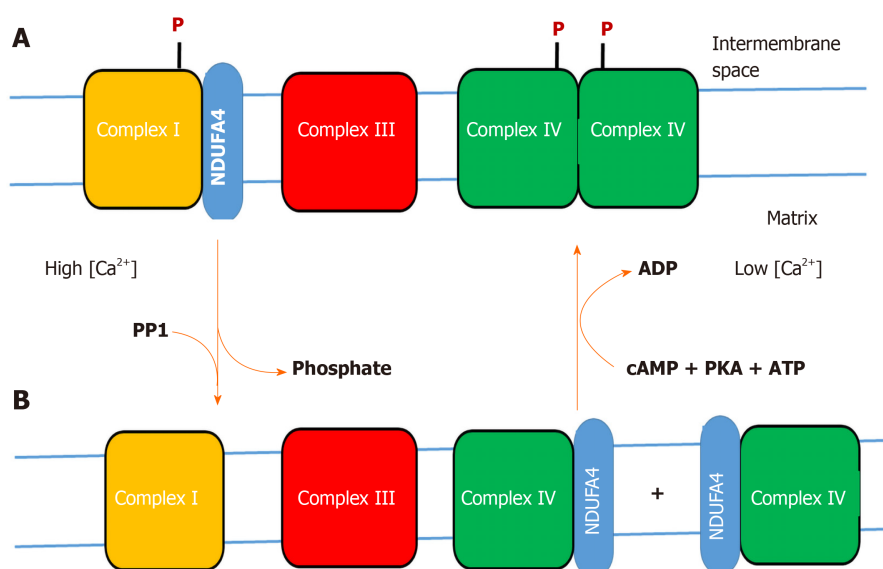 A
P
P
P
Intermembrane
space
Complex I
NDUFA4
Complex III
Complex IV
Complex IV
Matrix
High [Ca²⁺]
ADP
Low [Ca²⁺]
PP1
Phosphate
cAMP + PKA + ATP
B
Complex I
Complex III
Complex IV
NDUFA4
+
NDUFA4
Complex IV